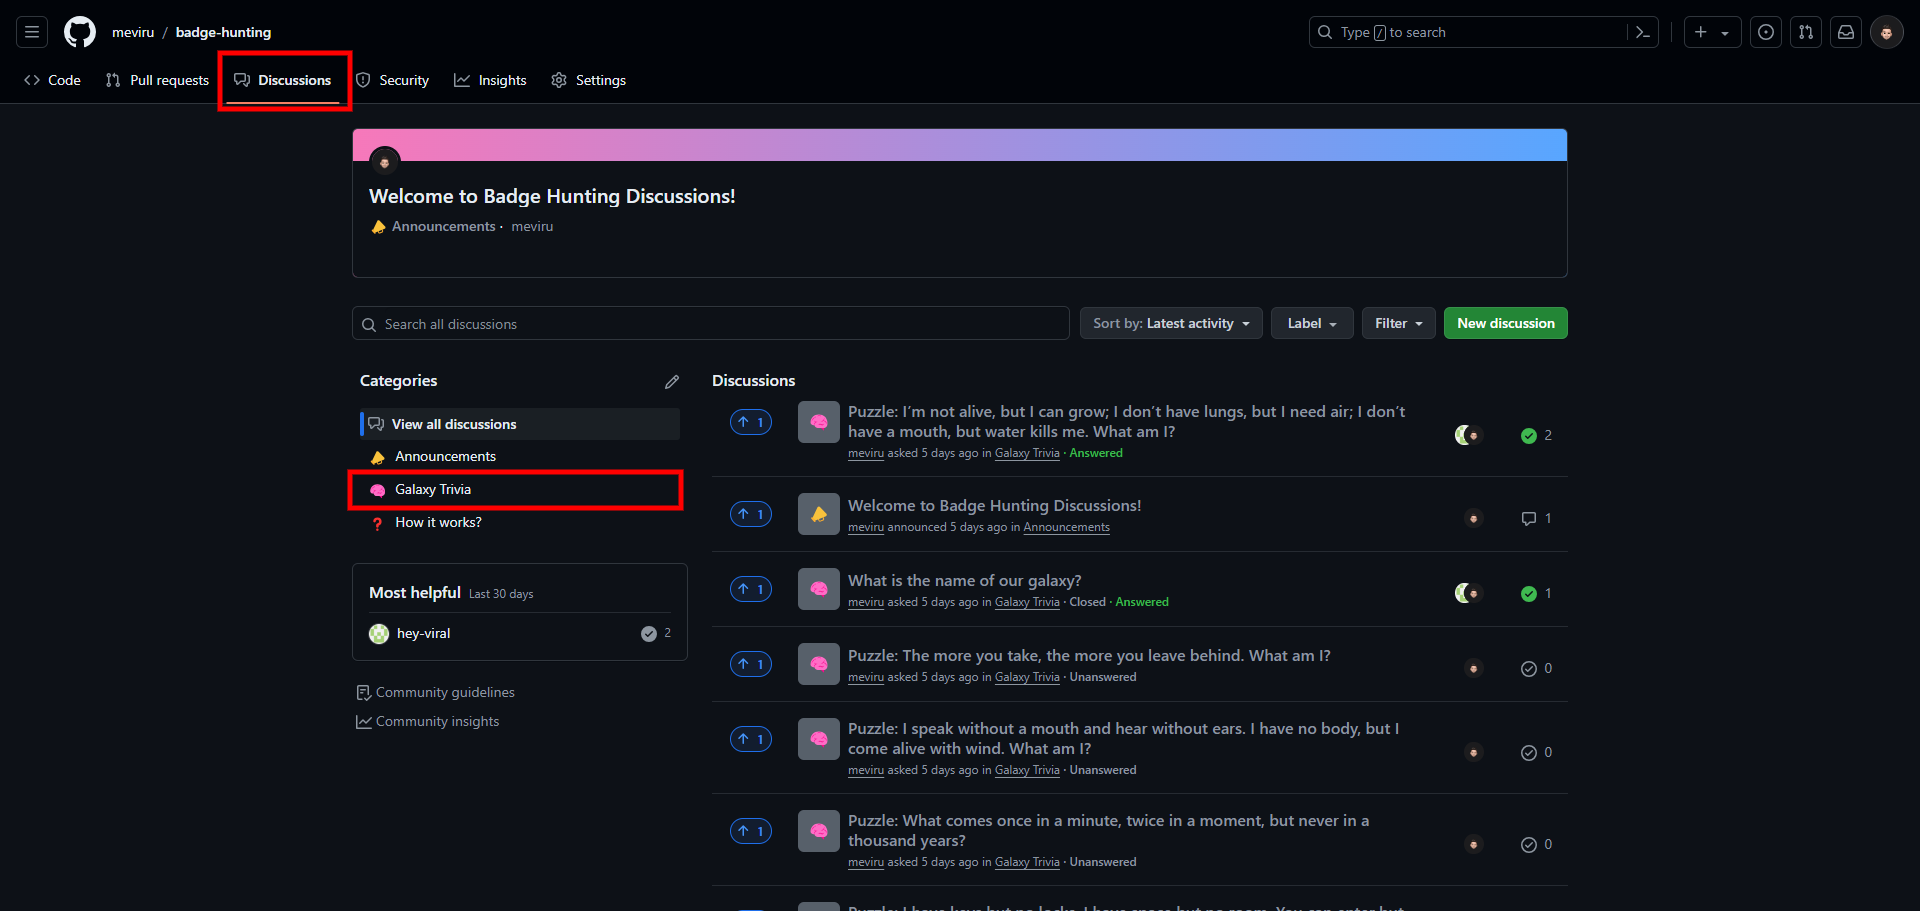 meviru / badge-hunting
Type / to search
Code
Pull requests
Discussions
Security
Insights
Settings
Welcome to Badge Hunting Discussions!
Announcements · meviru
Search all discussions
Sort by: Latest activity
Label
Filter
New discussion
Categories
View all discussions
Announcements
Galaxy Trivia
How it works?
Most helpful Last 30 days
hey-viral 2
Community guidelines
Community insights
Discussions
1
Puzzle: I’m not alive, but I can grow; I don’t have lungs, but I need air; I don’t
have a mouth, but water kills me. What am I?
meviru asked 5 days ago in Galaxy Trivia · Answered
2
1
Welcome to Badge Hunting Discussions!
meviru announced 5 days ago in Announcements
1
1
What is the name of our galaxy?
meviru asked 5 days ago in Galaxy Trivia · Closed · Answered
1
1
Puzzle: The more you take, the more you leave behind. What am I?
meviru asked 5 days ago in Galaxy Trivia · Unanswered
0
1
Puzzle: I speak without a mouth and hear without ears. I have no body, but I
come alive with wind. What am I?
meviru asked 5 days ago in Galaxy Trivia · Unanswered
0
1
Puzzle: What comes once in a minute, twice in a moment, but never in a
thousand years?
meviru asked 5 days ago in Galaxy Trivia · Unanswered
0